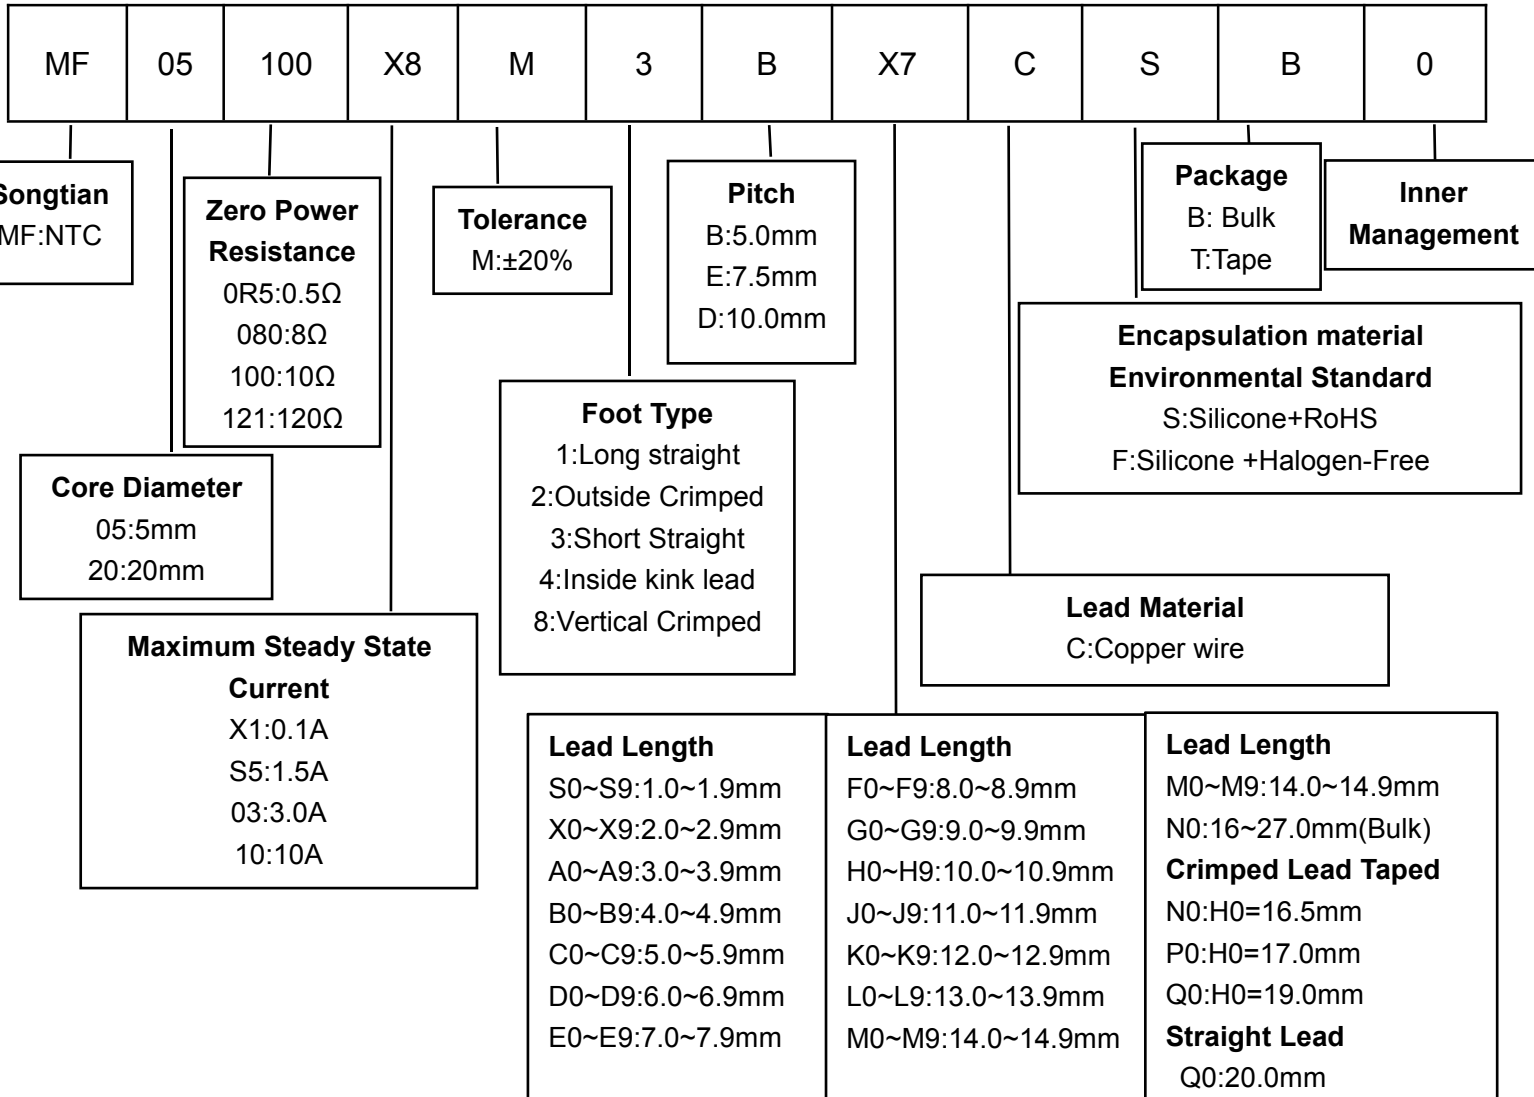 MF 05 100 X8 M 3 B X7 C S B 0
Songtian
MF:NTC
Zero Power
Resistance
0R5:0.5Ω
080:8Ω
100:10Ω
121:120Ω
Tolerance
M:±20%
Pitch
B:5.0mm
E:7.5mm
D:10.0mm
Package
B: Bulk
T:Tape
Inner
Management
Encapsulation material
Environmental Standard
S:Silicone+RoHS
F:Silicone +Halogen-Free
Core Diameter
05:5mm
20:20mm
Foot Type
1:Long straight
2:Outside Crimped
3:Short Straight
4:Inside kink lead
8:Vertical Crimped
Lead Material
C:Copper wire
Maximum Steady State
Current
X1:0.1A
S5:1.5A
03:3.0A
10:10A
Lead Length
S0~S9:1.0~1.9mm
X0~X9:2.0~2.9mm
A0~A9:3.0~3.9mm
B0~B9:4.0~4.9mm
C0~C9:5.0~5.9mm
D0~D9:6.0~6.9mm
E0~E9:7.0~7.9mm
Lead Length
F0~F9:8.0~8.9mm
G0~G9:9.0~9.9mm
H0~H9:10.0~10.9mm
J0~J9:11.0~11.9mm
K0~K9:12.0~12.9mm
L0~L9:13.0~13.9mm
M0~M9:14.0~14.9mm
Lead Length
M0~M9:14.0~14.9mm
N0:16~27.0mm(Bulk)
Crimped Lead Taped
N0:H0=16.5mm
P0:H0=17.0mm
Q0:H0=19.0mm
Straight Lead
Q0:20.0mm